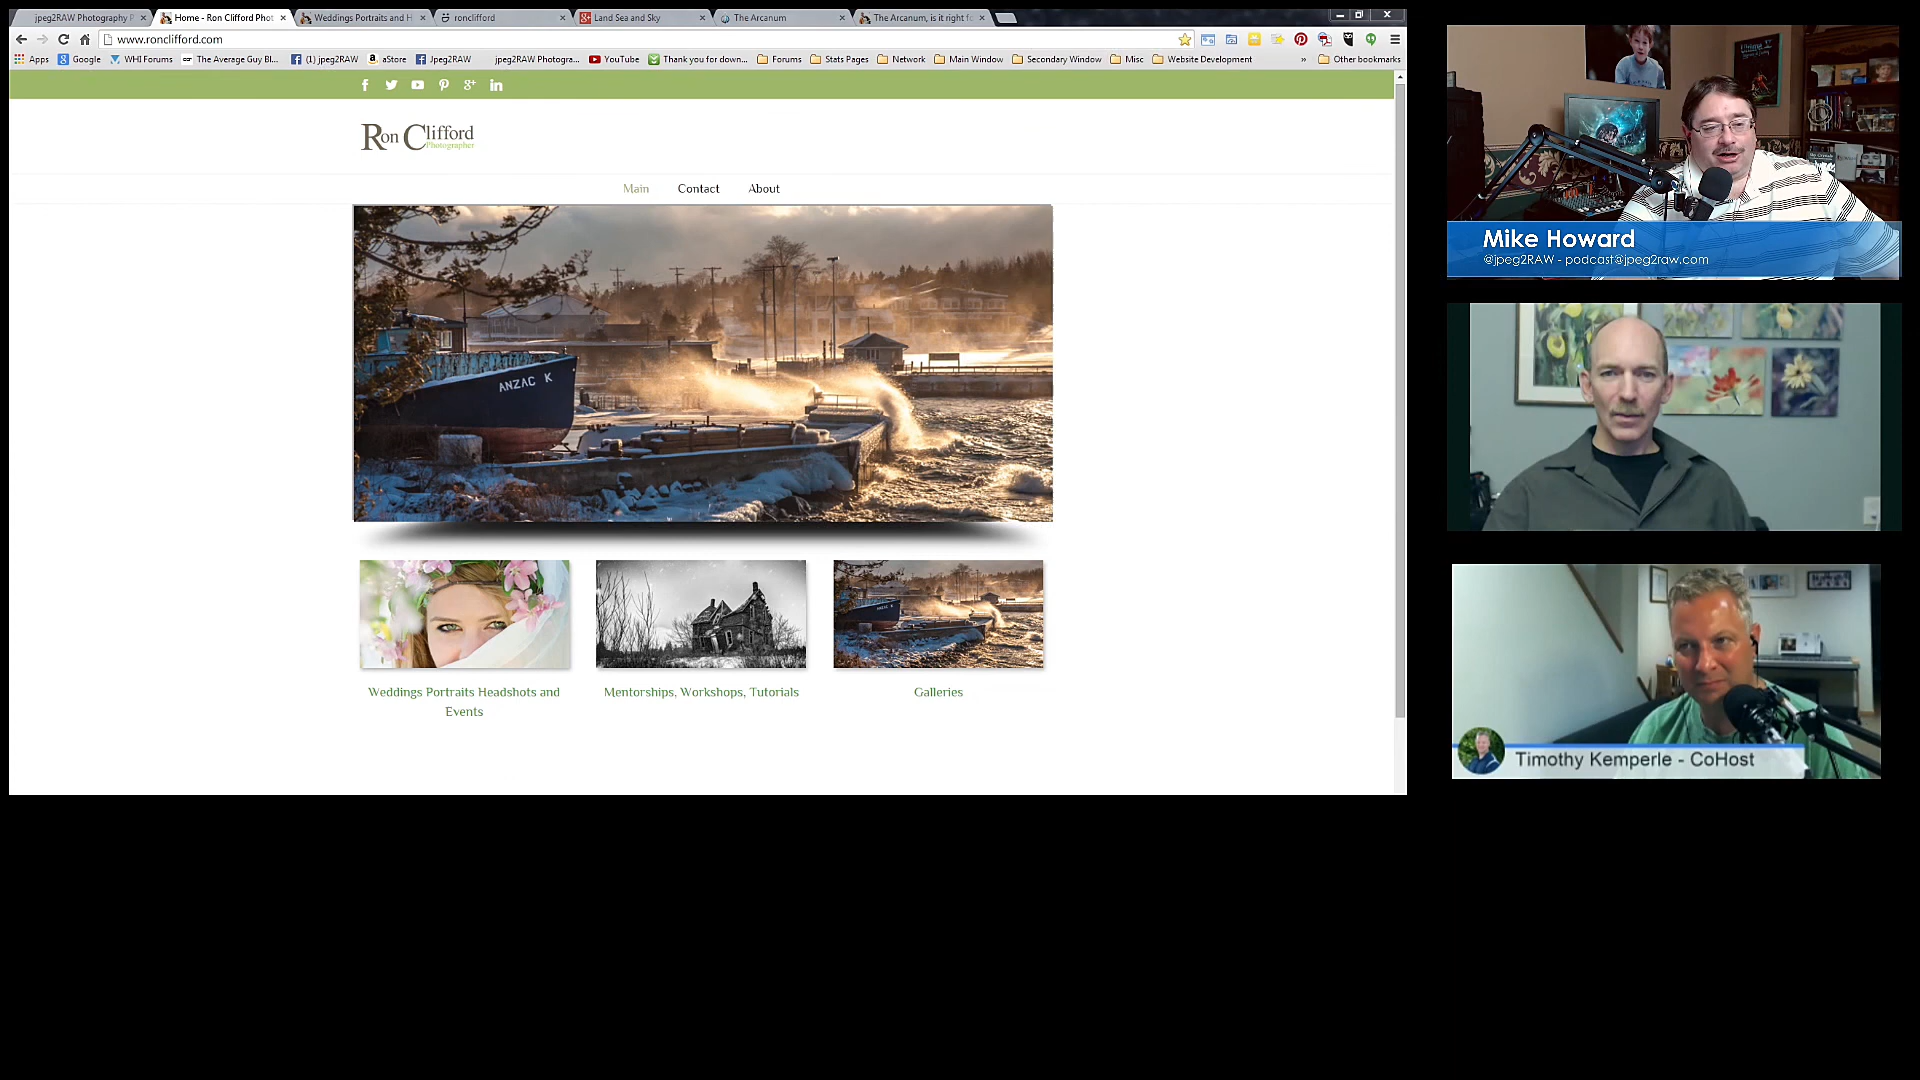 jpeg2RAW Photography P
Home - Ron Clifford Phot
Weddings Portraits and H
ronclifford
Land Sea and Sky
The Arcanum
The Arcanum, is it right fo
www.ronclifford.com
Apps
Google
WHI Forums
The Average Guy Bl...
(1) jpeg2RAW
aStore
Jpeg2RAW
jpeg2RAW Photogra...
YouTube
Thank you for down...
Forums
Stats Pages
Network
Main Window
Secondary Window
Misc
Website Development
»
Other bookmarks
Ron Clifford
Photographer
Main
Contact
About
ANZAC K
Weddings Portraits Headshots and
Events
Mentorships, Workshops, Tutorials
Galleries
Mike Howard
@jpeg2RAW - podcast@jpeg2raw.com
Timothy Kemperle - CoHost